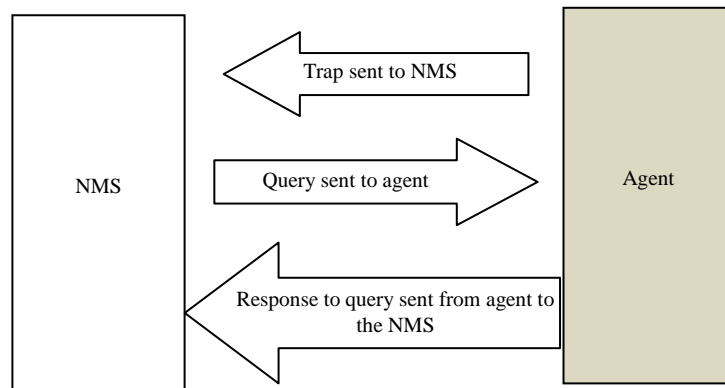 Trap sent to NMS
NMS
Query sent to agent
Agent
Response to query sent from agent to
the NMS